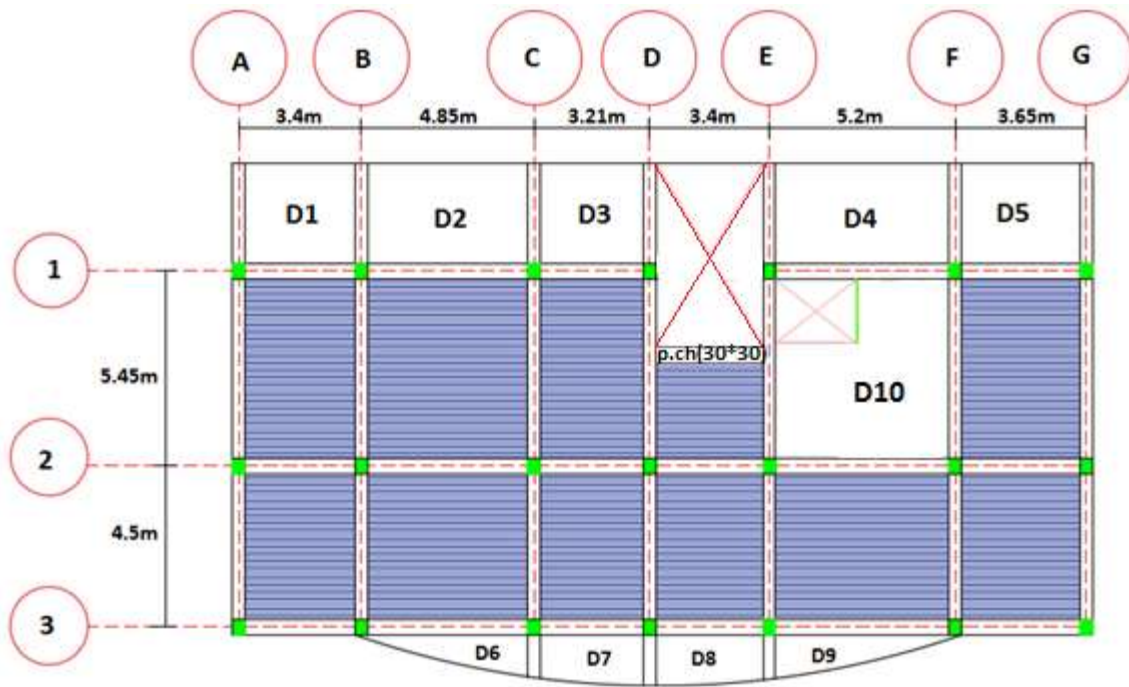 A B C D E F G
3.4m 4.85m 3.21m 3.4m 5.2m 3.65m
D1 D2 D3 D4 D5
1
p.ch(30*30)
5.45m
D10
2
4.5m
3
D6 D7 D8 D9